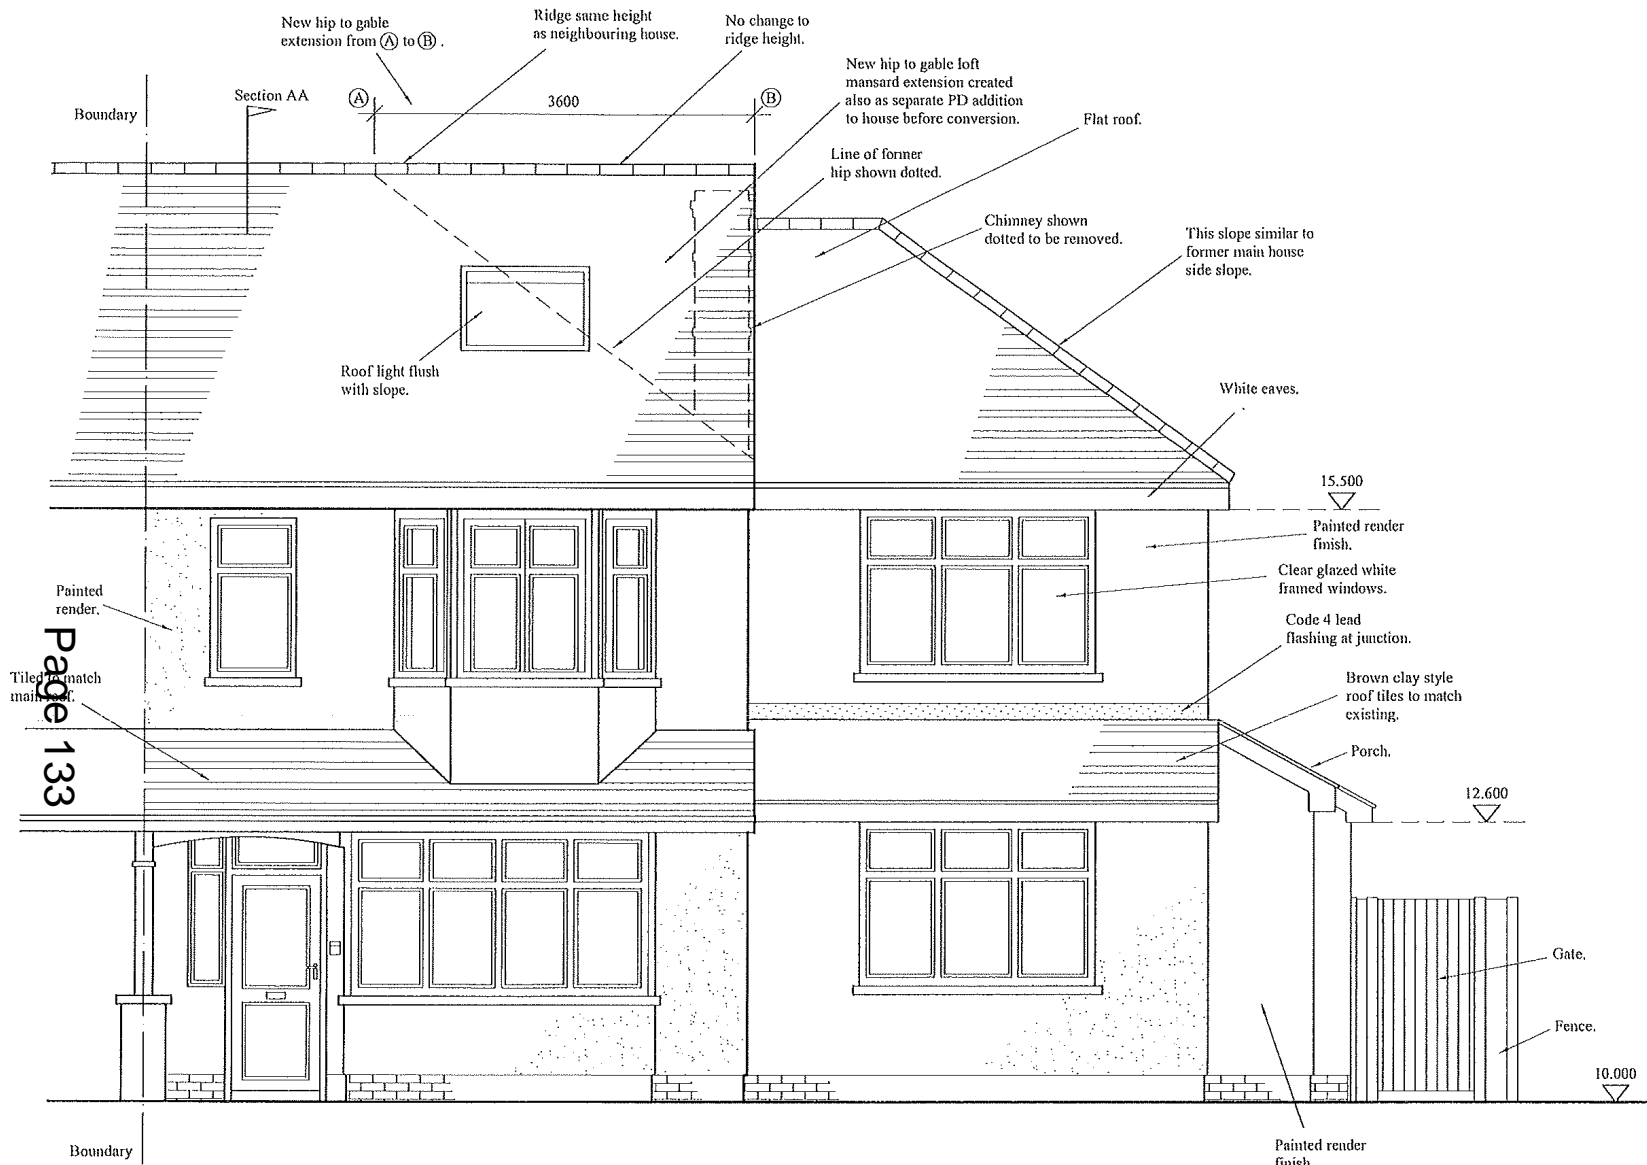 New hip to gable
extension from Ⓐ to Ⓑ .
Ridge same height
as neighbouring house.
No change to
ridge height.
New hip to gable loft
mansard extension created
also as separate PD addition
to house before conversion.
Boundary
Section AA
A
3600
B
Flat roof.
Line of former
hip shown dotted.
Chimney shown
dotted to be removed.
This slope similar to
former main house
side slope.
Roof light flush
with slope.
White eaves.
15.500
Painted render
finish.
Clear glazed white
framed windows.
Painted
render.
Code 4 lead
flashing at junction.
Tiled to match
main roof.
Page 133
Brown clay style
roof tiles to match
existing.
Porch.
12.600
Gate.
Fence.
10.000
Boundary
Painted render
finish.